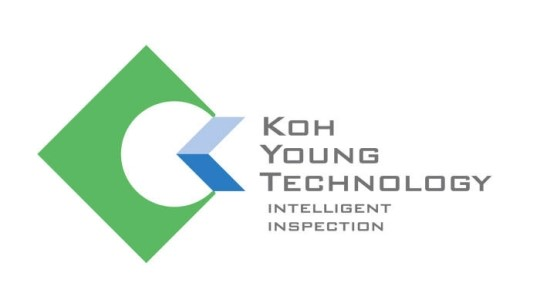 Koh
Young
Technology
Intelligent
Inspection